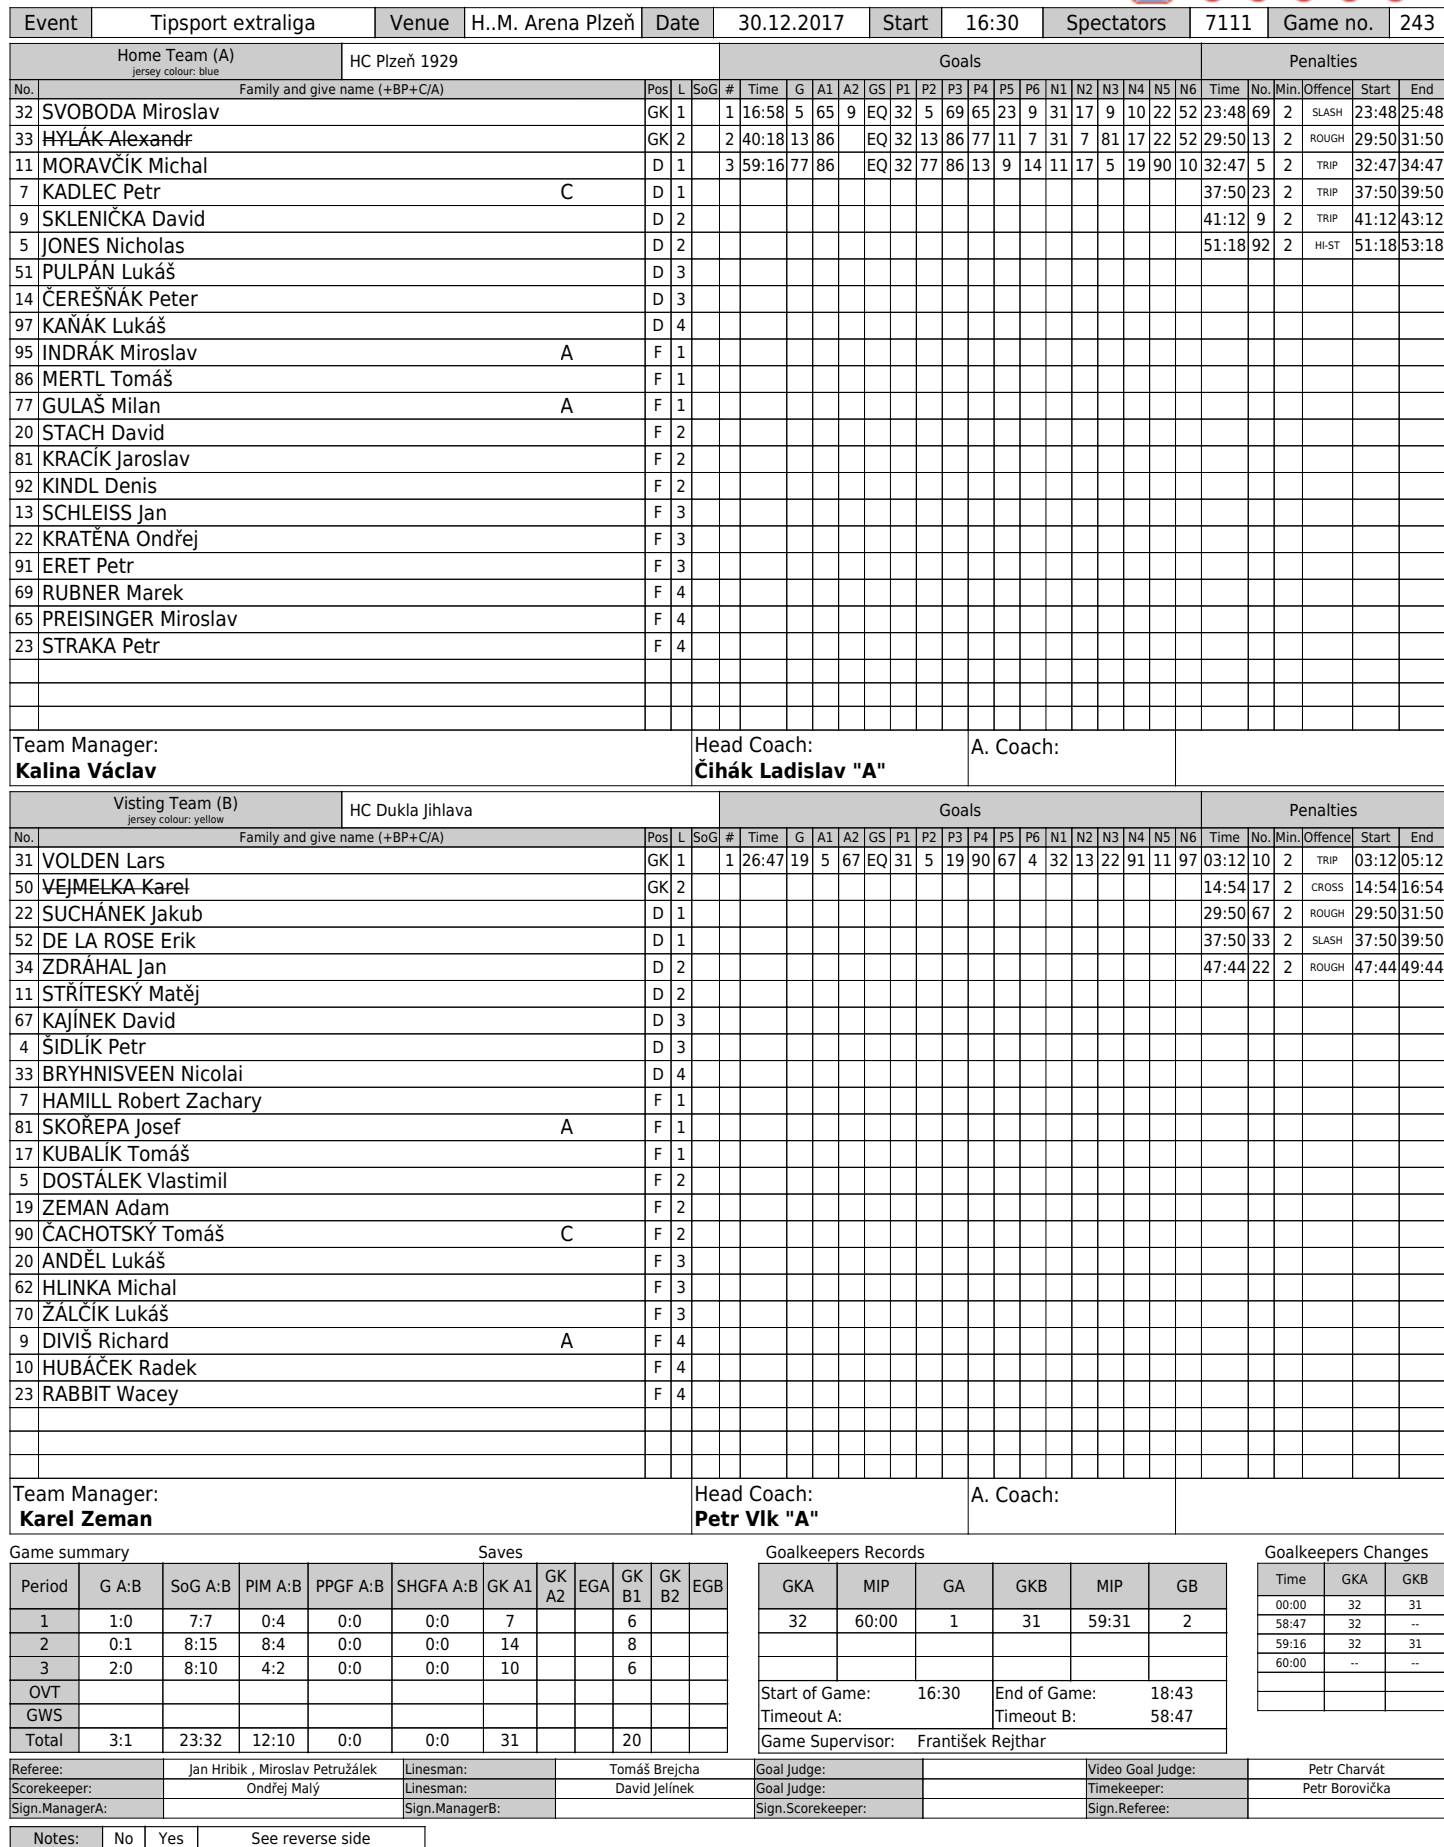 Event Tipsport extraliga Venue H..M. Arena Plzeň Date 30.12.2017 Start 16:30 Spectators 7111 Game no. 243
Home Team (A) HC Plzeň 1929 Goals Penalties
jersey colour: blue
No. Family and give name (+BP+C/A) Pos L SoG # Time G A1 A2 GS P1 P2 P3 P4 P5 P6 N1 N2 N3 N4 N5 N6 Time No. Min. Offence Start End
32 SVOBODA Miroslav GK 1 1 16:58 5 65 9 EQ 32 5 69 65 23 9 31 17 9 10 22 52 23:48 69 2 SLASH 23:48 25:48
33 HYLÁK Alexandr GK 2 2 40:18 13 86 EQ 32 13 86 77 11 7 31 7 81 17 22 52 29:50 13 2 ROUGH 29:50 31:50
11 MORAVČÍK Michal D 1 3 59:16 77 86 EQ 32 77 86 13 9 14 11 17 5 19 90 10 32:47 5 2 TRIP 32:47 34:47
7 KADLEC Petr C D 1 37:50 23 2 TRIP 37:50 39:50
9 SKLENIČKA David D 2 41:12 9 2 TRIP 41:12 43:12
5 JONES Nicholas D 2 51:18 92 2 HI-ST 51:18 53:18
51 PULPÁN Lukáš D 3
14 ČEREŠŇÁK Peter D 3
97 KAŇÁK Lukáš D 4
95 INDRÁK Miroslav A F 1
86 MERTL Tomáš F 1
77 GULAŠ Milan A F 1
20 STACH David F 2
81 KRACÍK Jaroslav F 2
92 KINDL Denis F 2
13 SCHLEISS Jan F 3
22 KRATĚNA Ondřej F 3
91 ERET Petr F 3
69 RUBNER Marek F 4
65 PREISINGER Miroslav F 4
23 STRAKA Petr F 4
Team Manager: Head Coach: A. Coach:
Kalina Václav Čihák Ladislav "A"
Visting Team (B) HC Dukla Jihlava Goals Penalties
jersey colour: yellow
No. Family and give name (+BP+C/A) Pos L SoG # Time G A1 A2 GS P1 P2 P3 P4 P5 P6 N1 N2 N3 N4 N5 N6 Time No. Min. Offence Start End
31 VOLDEN Lars GK 1 1 26:47 19 5 67 EQ 31 5 19 90 67 4 32 13 22 91 11 97 03:12 10 2 TRIP 03:12 05:12
50 VEJMELKA Karel GK 2 14:54 17 2 CROSS 14:54 16:54
22 SUCHÁNEK Jakub D 1 29:50 67 2 ROUGH 29:50 31:50
52 DE LA ROSE Erik D 1 37:50 33 2 SLASH 37:50 39:50
34 ZDRÁHAL Jan D 2 47:44 22 2 ROUGH 47:44 49:44
11 STŘÍTESKÝ Matěj D 2
67 KAJÍNEK David D 3
4 ŠIDLÍK Petr D 3
33 BRYHNISVEEN Nicolai D 4
7 HAMILL Robert Zachary F 1
81 SKOŘEPA Josef A F 1
17 KUBALÍK Tomáš F 1
5 DOSTÁLEK Vlastimil F 2
19 ZEMAN Adam F 2
90 ČACHOTSKÝ Tomáš C F 2
20 ANDĚL Lukáš F 3
62 HLINKA Michal F 3
70 ŽÁLČÍK Lukáš F 3
9 DIVIŠ Richard A F 4
10 HUBÁČEK Radek F 4
23 RABBIT Wacey F 4
Team Manager: Head Coach: A. Coach:
Karel Zeman Petr Vlk "A"
Game summary Saves Goalkeepers Records Goalkeepers Changes
Period G A:B SoG A:B PIM A:B PPGF A:B SHGFA A:B GK A1 GK A2 EGA GK B1 GK B2 EGB GKA MIP GA GKB MIP GB Time GKA GKB
1 1:0 7:7 0:4 0:0 0:0 7 6 32 60:00 1 31 59:31 2 00:00 32 31
2 0:1 8:15 8:4 0:0 0:0 14 8 58:47 32 --
3 2:0 8:10 4:2 0:0 0:0 10 6 59:16 32 31
60:00 -- --
OVT Start of Game: 16:30 End of Game: 18:43
GWS Timeout A: Timeout B: 58:47
Total 3:1 23:32 12:10 0:0 0:0 31 20 Game Supervisor: František Rejthar
Referee: Jan Hribik , Miroslav Petružálek Linesman: Tomáš Brejcha Goal Judge: Video Goal Judge: Petr Charvát
Scorekeeper: Ondřej Malý Linesman: David Jelínek Goal Judge: Timekeeper: Petr Borovička
Sign.ManagerA: Sign.ManagerB: Sign.Scorekeeper: Sign.Referee:
Notes: No Yes See reverse side